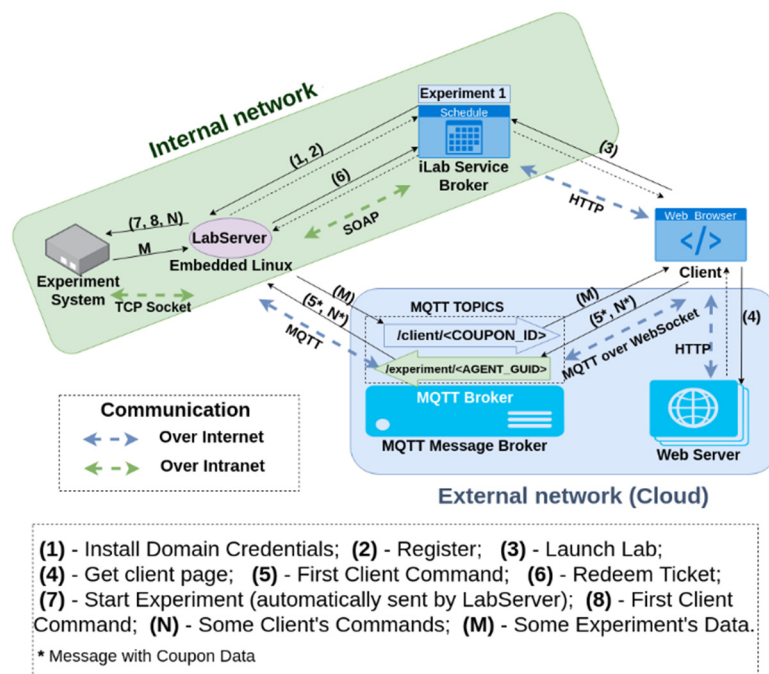 Internal network
Experiment 1
Schedule
iLab Service
Broker
(1, 2)
(6)
(3)
SOAP
HTTP
(7, 8, N)
M
LabServer
Embedded Linux
Experiment
System
TCP Socket
Web Browser
</>
Client
(M)
(5*, N*)
MQTT
MQTT TOPICS
/client/<COUPON_ID>
/experiment/<AGENT_GUID>
(M)
(5*, N*)
MQTT over WebSocket
HTTP
(4)
MQTT Broker
MQTT Message Broker
Web Server
External network (Cloud)
Communication
Over Internet
Over Intranet
(1) - Install Domain Credentials; (2) - Register; (3) - Launch Lab;
(4) - Get client page; (5) - First Client Command; (6) - Redeem Ticket;
(7) - Start Experiment (automatically sent by LabServer); (8) - First Client
Command; (N) - Some Client's Commands; (M) - Some Experiment's Data.
* Message with Coupon Data